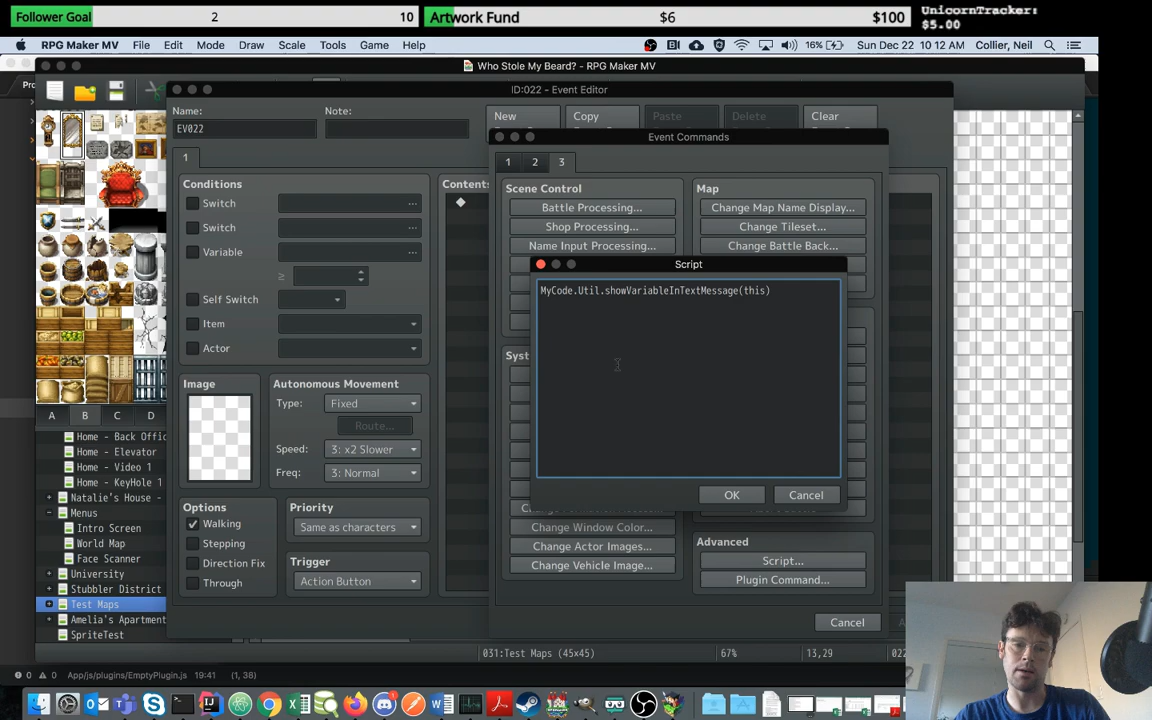 Follower Goal 2 10 Artwork Fund $6 $100 UnicornTracker:
$5.00
RPG Maker MV File Edit Mode Draw Scale Tools Game Help 16% Sun Dec 22 10 12 AM Collier, Neil
Who Stole My Beard? - RPG Maker MV
Pro
ID:022 - Event Editor
Name: Note:
EV022
New Copy Paste Delete Clear
Event Commands
1
1 2 3
Conditions Contents
Switch ...
Switch ...
Variable ...
≥
Self Switch
Item
Actor
Scene Control Map
Battle Processing... Change Map Name Display...
Shop Processing... Change Tileset...
Name Input Processing... Change Battle Back...
Script
MyCode.Util.showVariableInTextMessage(this)
OK Cancel
Syst
Image Autonomous Movement
Type: Fixed
Route...
Speed: 3: x2 Slower
Freq: 3: Normal
A B C D
Home - Back Offic
Home - Elevator
Home - Video 1
Home - KeyHole 1
Natalie's House -
Menus
Intro Screen
World Map
Face Scanner
University
Stubbler District
Test Maps
Amelia's Apartment
SpriteTest
Options Priority
Walking Same as characters
Stepping
Direction Fix Trigger
Through Action Button
Change Window Color...
Change Actor Images...
Change Vehicle Image...
Advanced
Script...
Plugin Command...
Cancel
031:Test Maps (45x45) 67% 13,29 022
0 0 App/js/plugins/EmptyPlugin.js 19:41 (1, 38)